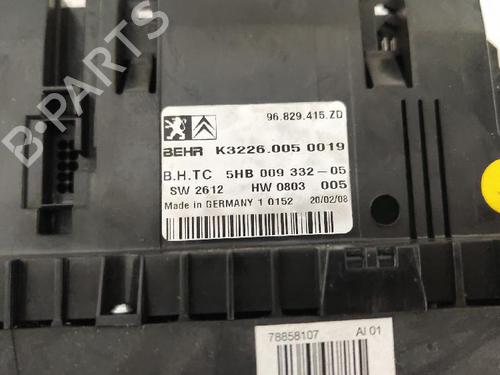 B-PARTS
96.829.415.ZD
BEHR K3226.005 0019
B.H.TC 5HB 009 332-05
SW 2612 HW 0803 005
Made in GERMANY 1 0152 20/02/08
78858107 AI 01